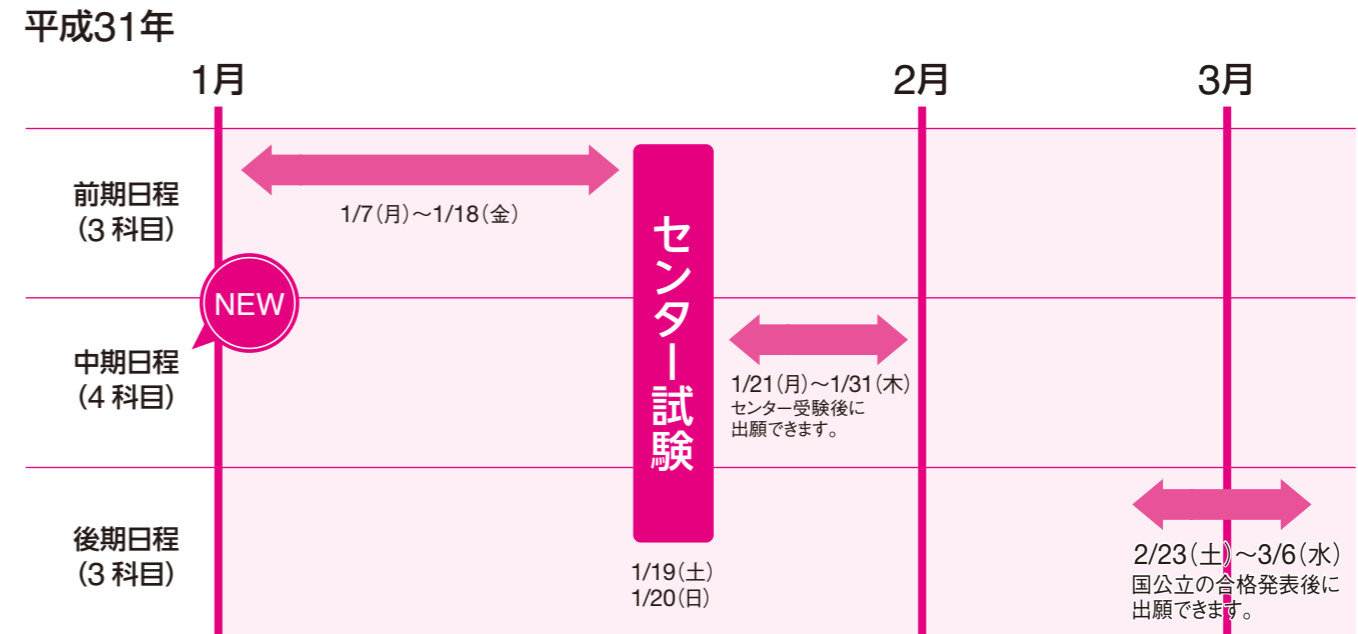 平成31年
1月
2月
3月
前期日程
(3 科目)
1/7(月)～1/18(金)
センター試験
NEW
中期日程
(4 科目)
1/21(月)～1/31(木)
センター受験後に
出願できます。
後期日程
(3 科目)
1/19(土)
1/20(日)
2/23(土)～3/6(水)
国公立の合格発表後に
出願できます。